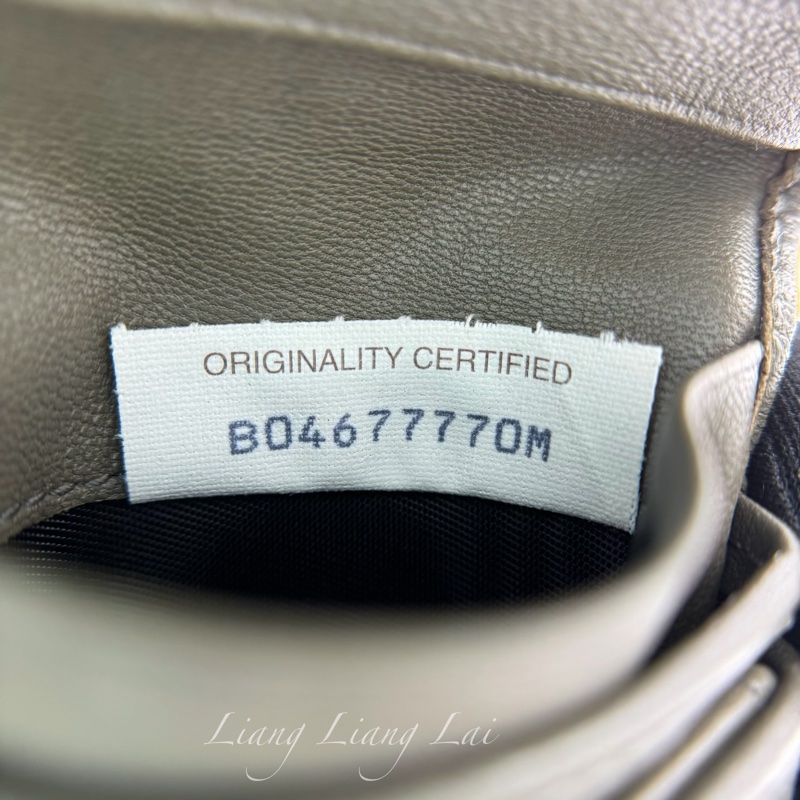 ORIGINALITY CERTIFIED
B04677770M
Liang Liang Lai